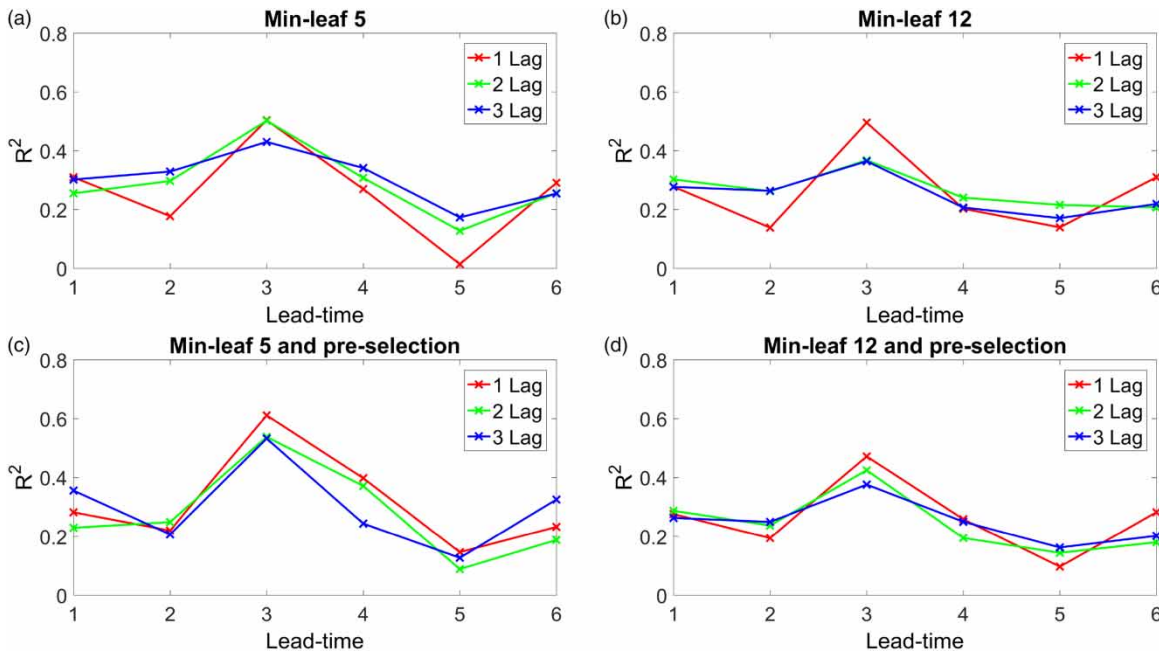 (a)
Min-leaf 5
0.8
0.6
0.4
0.2
0
R²
1 Lag
2 Lag
3 Lag
1 2 3 4 5 6
Lead-time
(b)
Min-leaf 12
0.8
0.6
0.4
0.2
0
R²
1 Lag
2 Lag
3 Lag
1 2 3 4 5 6
Lead-time
(c)
Min-leaf 5 and pre-selection
0.8
0.6
0.4
0.2
0
R²
1 Lag
2 Lag
3 Lag
1 2 3 4 5 6
Lead-time
(d)
Min-leaf 12 and pre-selection
0.8
0.6
0.4
0.2
0
R²
1 Lag
2 Lag
3 Lag
1 2 3 4 5 6
Lead-time